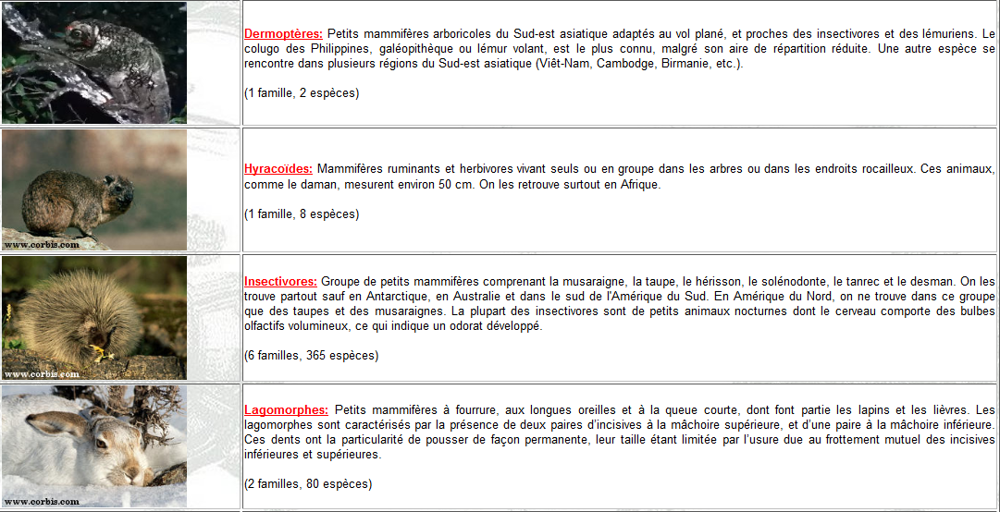 Dermoptères: Petits mammifères arboricoles du Sud-est asiatique adaptés au vol plané, et proches des insectivores et des lémuriens. Le
colugo des Philippines, galéopithèque ou lémur volant, est le plus connu, malgré son aire de répartition réduite. Une autre espèce se
rencontre dans plusieurs régions du Sud-est asiatique (Viêt-Nam, Cambodge, Birmanie, etc.).
(1 famille, 2 espèces)
www.corbis.com
Hyracoïdes: Mammifères ruminants et herbivores vivant seuls ou en groupe dans les arbres ou dans les endroits rocailleux. Ces animaux,
comme le daman, mesurent environ 50 cm. On les retrouve surtout en Afrique.
(1 famille, 8 espèces)
www.corbis.com
Insectivores: Groupe de petits mammifères comprenant la musaraigne, la taupe, le hérisson, le solénodonte, le tanrec et le desman. On les
trouve partout sauf en Antarctique, en Australie et dans le sud de l'Amérique du Sud. En Amérique du Nord, on ne trouve dans ce groupe
que des taupes et des musaraignes. La plupart des insectivores sont de petits animaux nocturnes dont le cerveau comporte des bulbes
olfactifs volumineux, ce qui indique un odorat développé.
(6 familles, 365 espèces)
www.corbis.com
Lagomorphes: Petits mammifères à fourrure, aux longues oreilles et à la queue courte, dont font partie les lapins et les lièvres. Les
lagomorphes sont caractérisés par la présence de deux paires d'incisives à la mâchoire supérieure, et d'une paire à la mâchoire inférieure.
Ces dents ont la particularité de pousser de façon permanente, leur taille étant limitée par l'usure due au frottement mutuel des incisives
inférieures et supérieures.
(2 familles, 80 espèces)
www.corbis.com